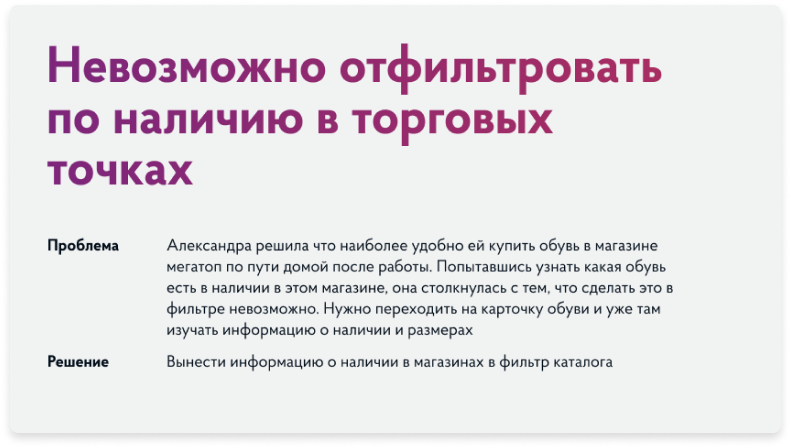 Невозможно отфильтровать
по наличию в торговых
точках
Проблема
Александра решила что наиболее удобно ей купить обувь в магазине
мегатоп по пути домой после работы. Попытавшись узнать какая обувь
есть в наличии в этом магазине, она столкнулась с тем, что сделать это в
фильтре невозможно. Нужно переходить на карточку обуви и уже там
изучать информацию о наличии и размерах
Решение
Вынести информацию о наличии в магазинах в фильтр каталога